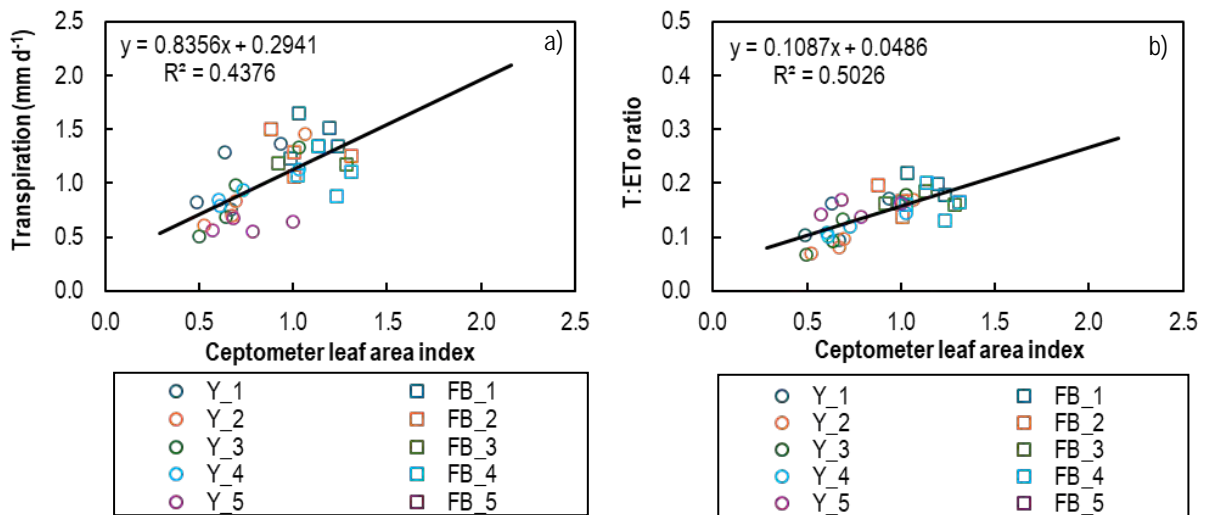 y = 0.8356x + 0.2941
R² = 0.4376
a)
2.5
2.0
1.5
1.0
0.5
0.0
Transpiration (mm d-1)
0.0 0.5 1.0 1.5 2.0 2.5
Ceptometer leaf area index
Y_1 FB_1
Y_2 FB_2
Y_3 FB_3
Y_4 FB_4
Y_5 FB_5
y = 0.1087x + 0.0486
R² = 0.5026
b)
0.5
0.4
0.3
0.2
0.1
0.0
T:ETo ratio
0.0 0.5 1.0 1.5 2.0 2.5
Ceptometer leaf area index
Y_1 FB_1
Y_2 FB_2
Y_3 FB_3
Y_4 FB_4
Y_5 FB_5